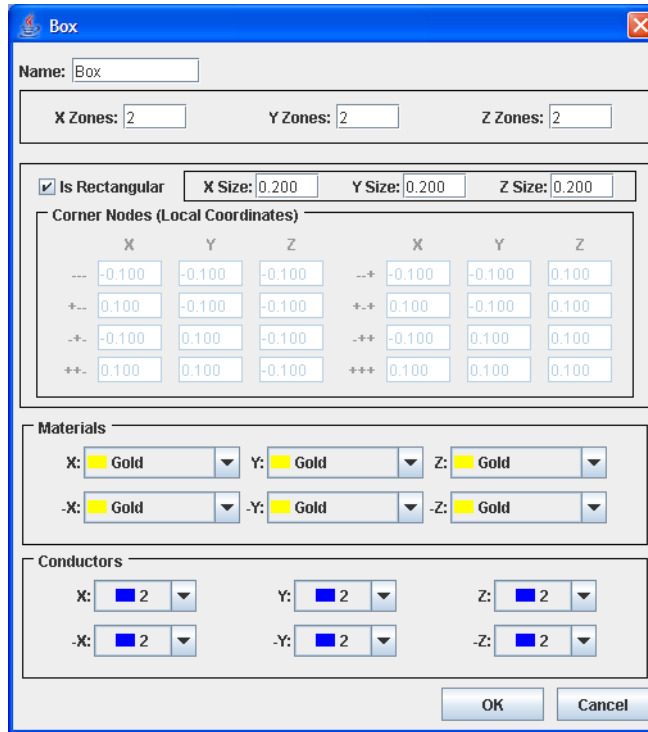 Box
Name: Box
X Zones: 2 Y Zones: 2 Z Zones: 2
Is Rectangular X Size: 0.200 Y Size: 0.200 Z Size: 0.200
Corner Nodes (Local Coordinates)
X Y Z X Y Z
--- -0.100 -0.100 -0.100 --+ -0.100 -0.100 0.100
+-- 0.100 -0.100 -0.100 +-+ 0.100 -0.100 0.100
-+- -0.100 0.100 -0.100 -++ -0.100 0.100 0.100
++- 0.100 0.100 -0.100 +++ 0.100 0.100 0.100
Materials
X: Gold Y: Gold Z: Gold
-X: Gold -Y: Gold -Z: Gold
Conductors
X: 2 Y: 2 Z: 2
-X: 2 -Y: 2 -Z: 2
OK Cancel